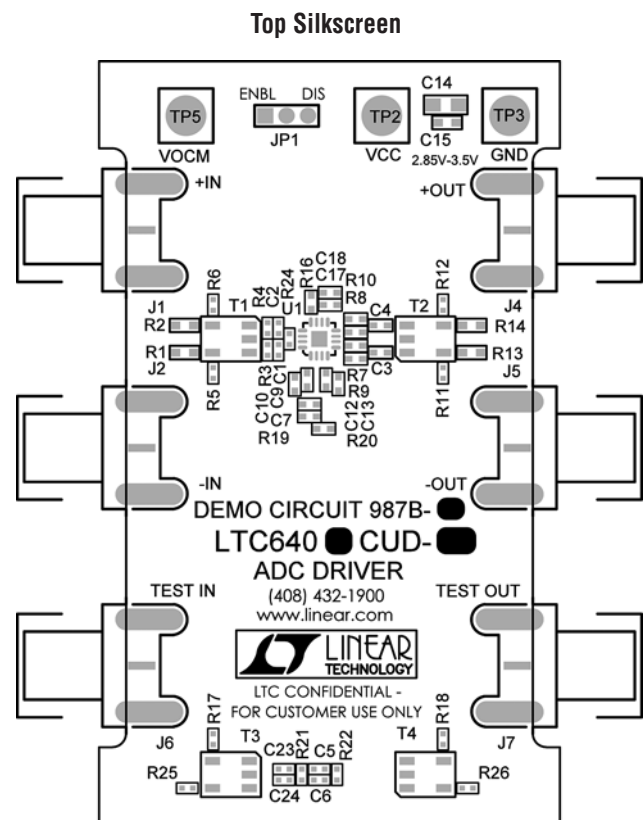 Top Silkscreen
C14
ENBL DIS
TP5
TP2
TP3
JP1
C15
VOCM
VCC
2.85V-3.5V
GND
+IN
+OUT
R6
R4
C2
R24
R16
C18
C17
R10
R8
R12
J1
T1
U1
C4
T2
J4
R2
R14
R1
R13
J2
C3
J5
R5
R3
C1
R7
R9
R11
C10
C9
C7
C12
C13
R19
R20
-IN
-OUT
DEMO CIRCUIT 987B-
LTC640 CUD-
ADC DRIVER
TEST IN
TEST OUT
(408) 432-1900
www.linear.com
LT LINEAR
TECHNOLOGY
LTC CONFIDENTIAL -
FOR CUSTOMER USE ONLY
R17
R18
J6
T3
T4
J7
C23
R21
C5
R22
R25
R26
C24
C6